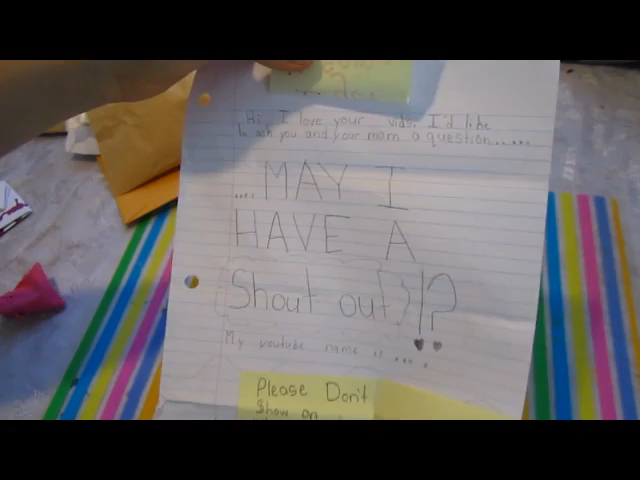 Hi, I love your vids. I'd like
to ask you and your mom a question.....
.... MAY I
HAVE A
Shout out!?
My youtube name is ....
Please Don't
Show on